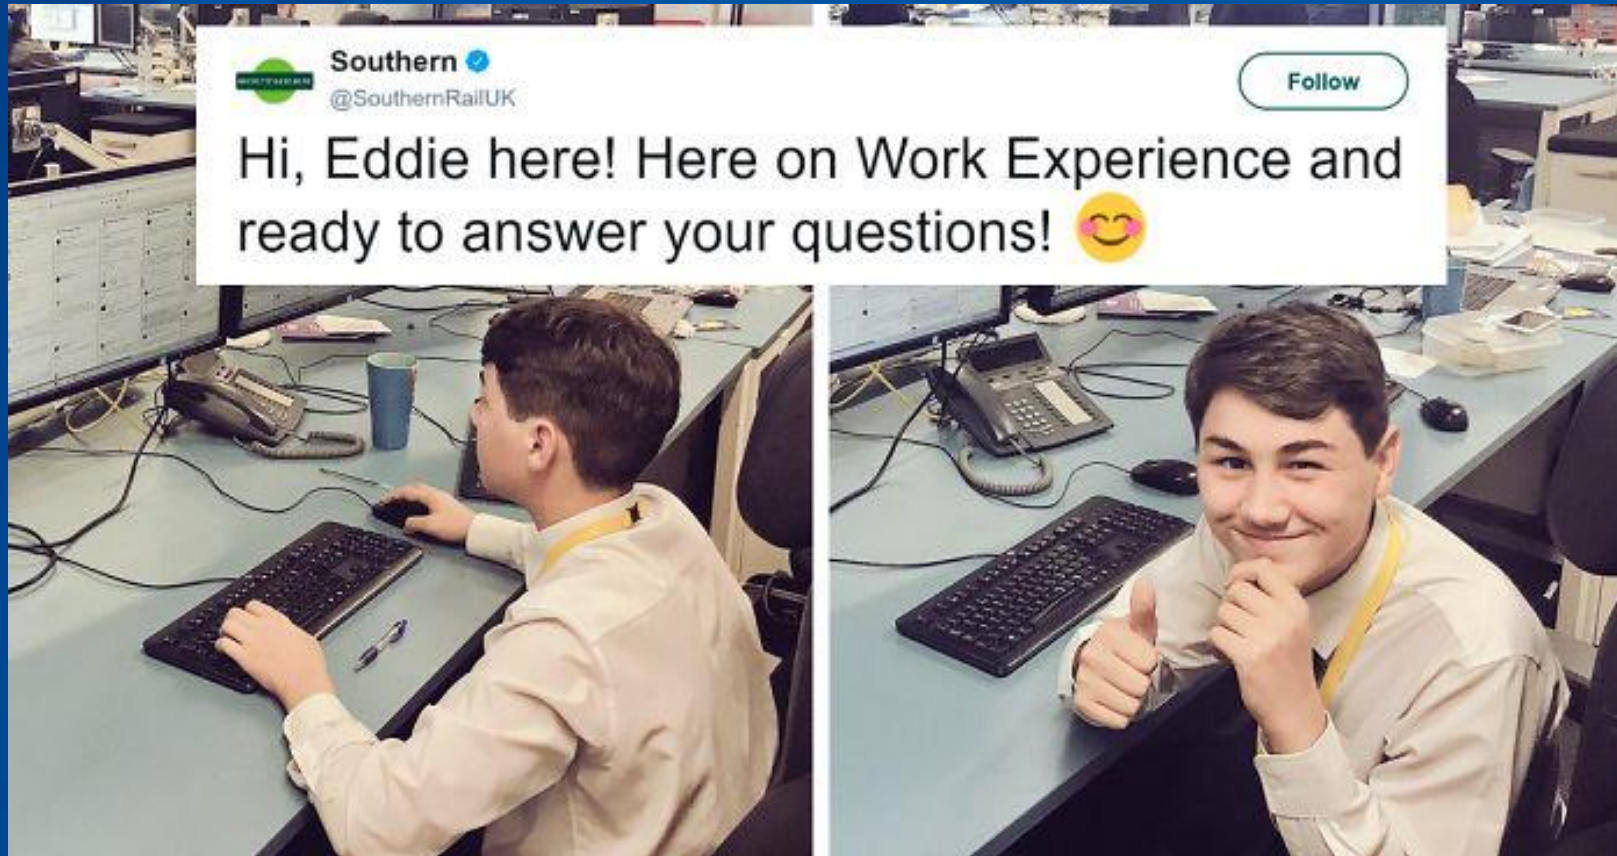 Southern
@SouthernRailUK
Follow
Hi, Eddie here! Here on Work Experience and
ready to answer your questions! 😊